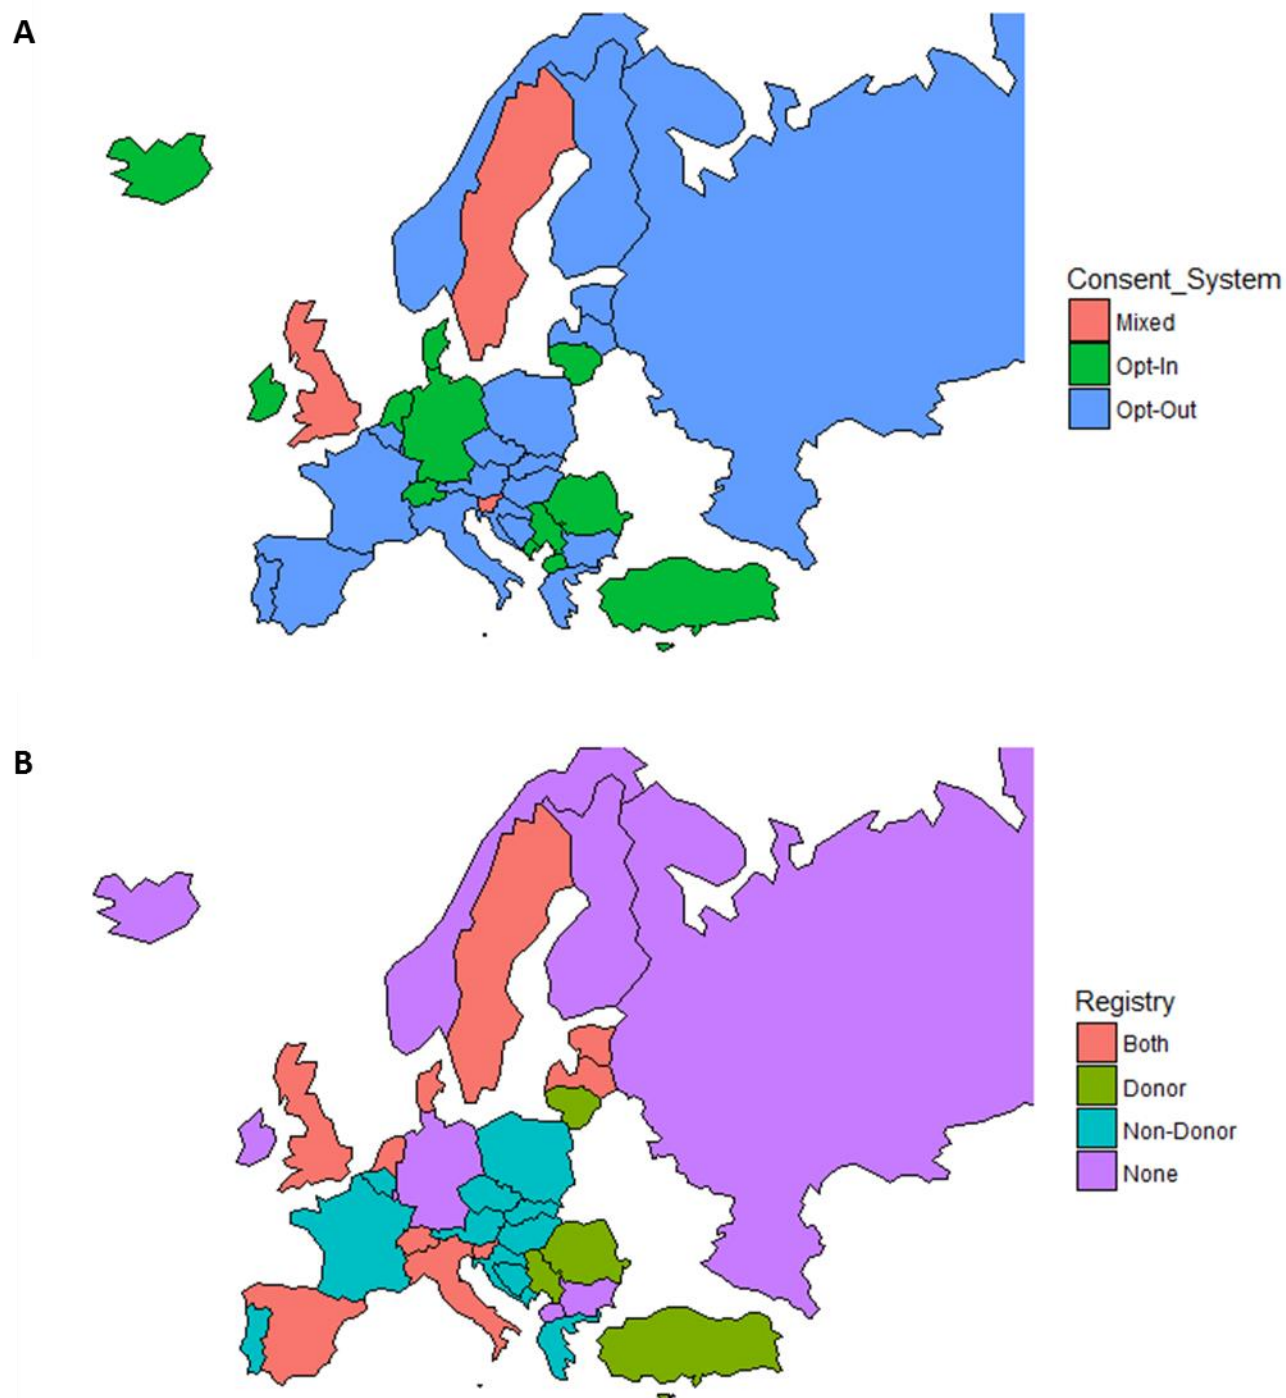 A
Consent_System
Mixed
Opt-In
Opt-Out
B
Registry
Both
Donor
Non-Donor
None